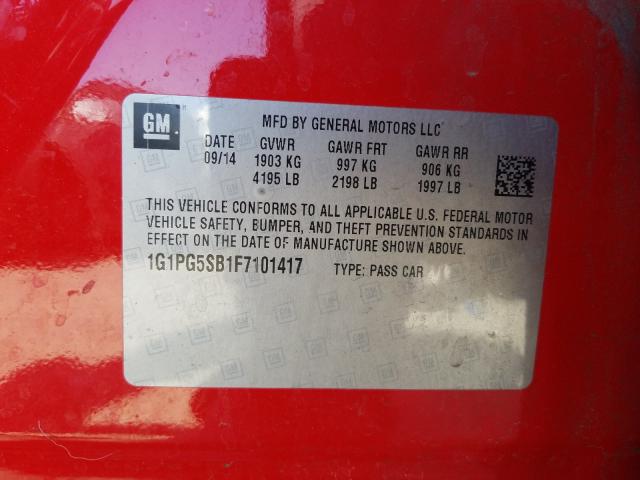 GM
MFD BY GENERAL MOTORS LLC
DATE GVWR GAWR FRT GAWR RR
09/14 1903 KG 997 KG 906 KG
4195 LB 2198 LB 1997 LB
THIS VEHICLE CONFORMS TO ALL APPLICABLE U.S. FEDERAL MOTOR
VEHICLE SAFETY, BUMPER, AND THEFT PREVENTION STANDARDS IN
EFFECT ON THE DATE OF MANUFACTURE SHOWN ABOVE.
1G1PG5SB1F7101417 TYPE: PASS CAR